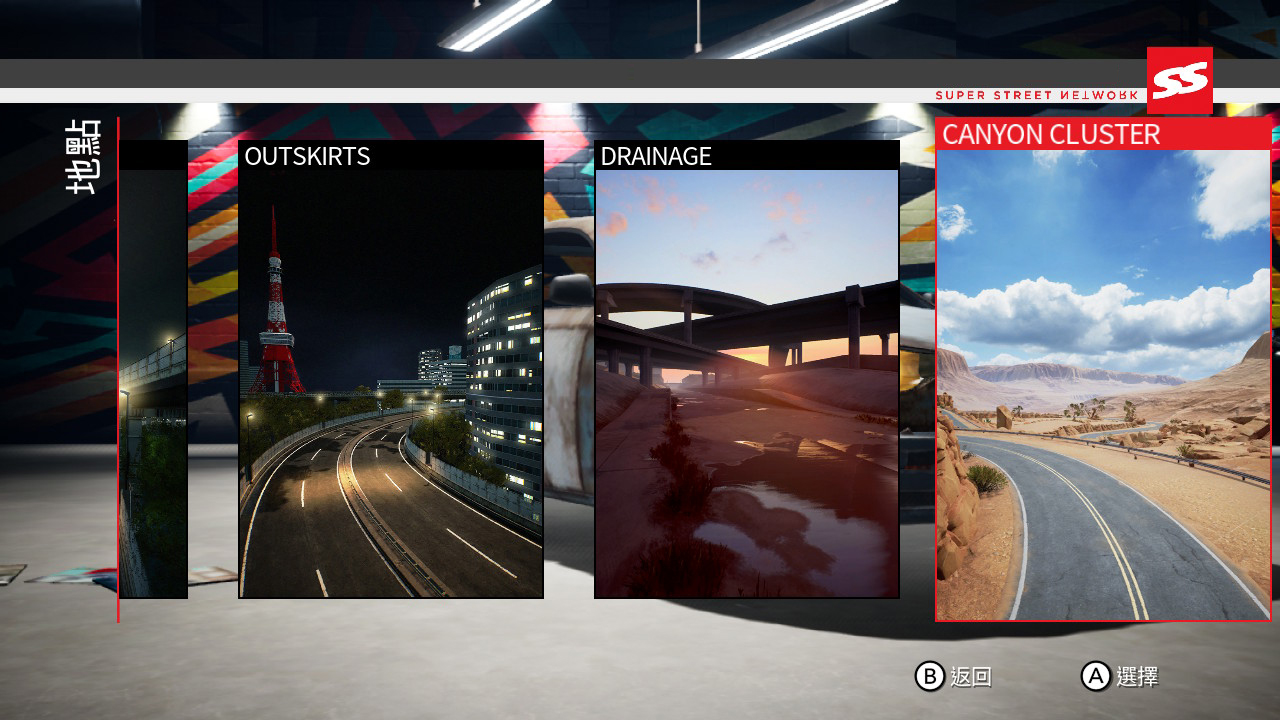 SUPER STREET NETWORK
SS
地點
OUTSKIRTS
DRAINAGE
CANYON CLUSTER
B 返回
A 選擇